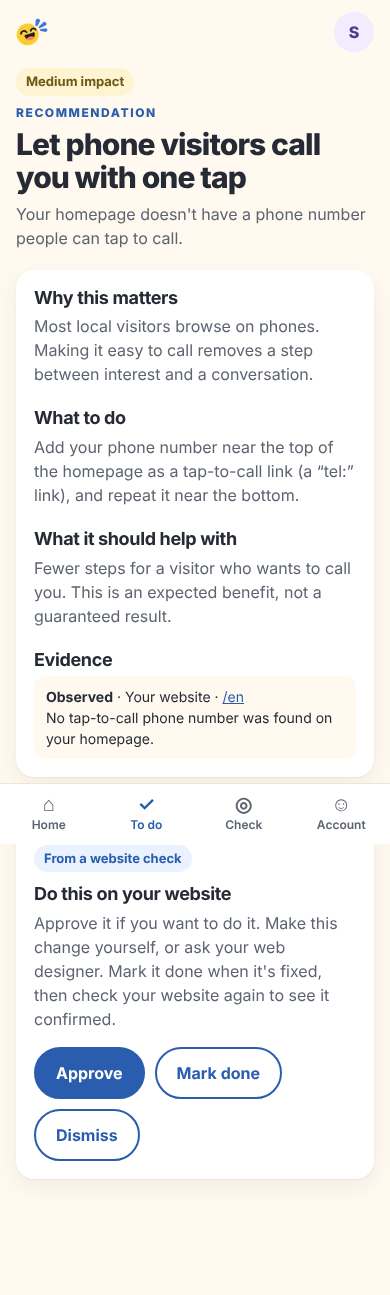 S
Medium impact
RECOMMENDATION
Let phone visitors call
you with one tap
Your homepage doesn't have a phone number
people can tap to call.
Why this matters
Most local visitors browse on phones.
Making it easy to call removes a step
between interest and a conversation.
What to do
Add your phone number near the top of
the homepage as a tap-to-call link (a “tel:”
link), and repeat it near the bottom.
What it should help with
Fewer steps for a visitor who wants to call
you. This is an expected benefit, not a
guaranteed result.
Evidence
Observed · Your website · /en
No tap-to-call phone number was found on
your homepage.
Home To do Check Account
From a website check
Do this on your website
Approve it if you want to do it. Make this
change yourself, or ask your web
designer. Mark it done when it's fixed,
then check your website again to see it
confirmed.
Approve Mark done
Dismiss